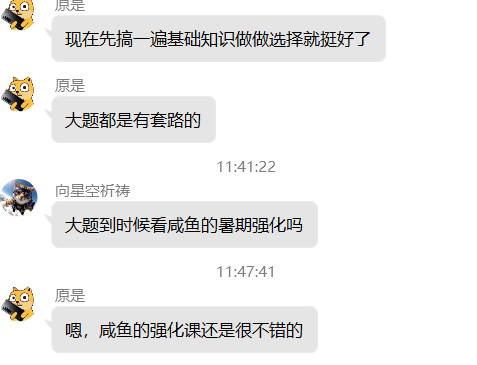 原是
现在先搞一遍基础知识做做选择就挺好了
原是
大题都是有套路的
11:41:22
向星空祈祷
大题到时候看咸鱼的暑期强化吗
11:47:41
原是
嗯，咸鱼的强化课还是很不错的